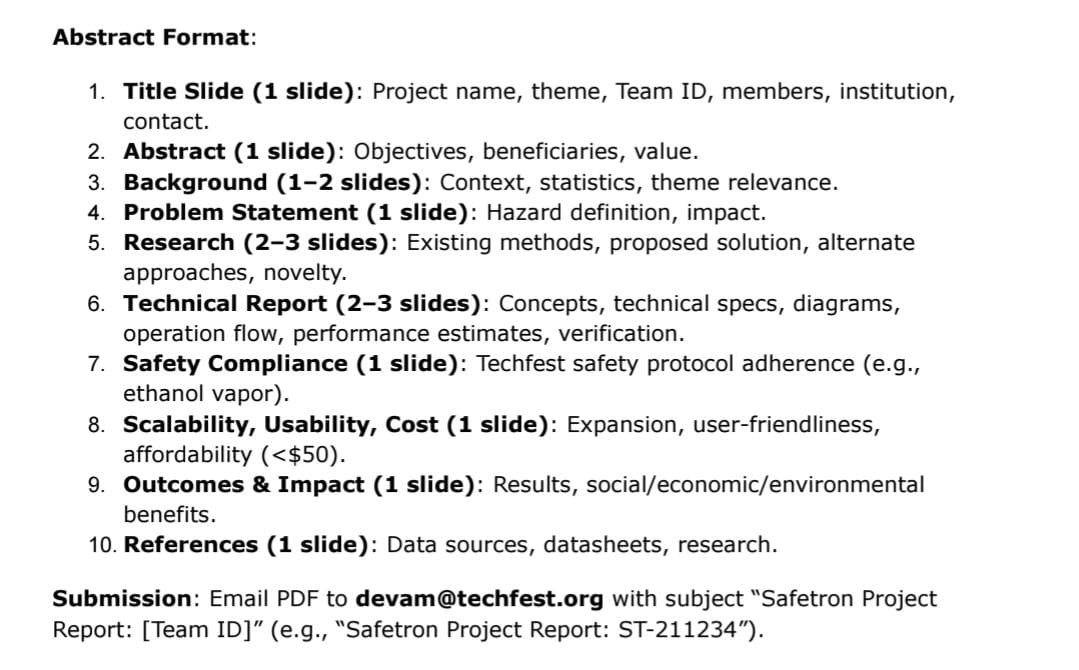 Abstract Format:
1. Title Slide (1 slide): Project name, theme, Team ID, members, institution,
contact.
2. Abstract (1 slide): Objectives, beneficiaries, value.
3. Background (1–2 slides): Context, statistics, theme relevance.
4. Problem Statement (1 slide): Hazard definition, impact.
5. Research (2–3 slides): Existing methods, proposed solution, alternate
approaches, novelty.
6. Technical Report (2–3 slides): Concepts, technical specs, diagrams,
operation flow, performance estimates, verification.
7. Safety Compliance (1 slide): Techfest safety protocol adherence (e.g.,
ethanol vapor).
8. Scalability, Usability, Cost (1 slide): Expansion, user-friendliness,
affordability (<$50).
9. Outcomes & Impact (1 slide): Results, social/economic/environmental
benefits.
10. References (1 slide): Data sources, datasheets, research.
Submission: Email PDF to devam@techfest.org with subject “Safetron Project
Report: [Team ID]” (e.g., “Safetron Project Report: ST-211234”).